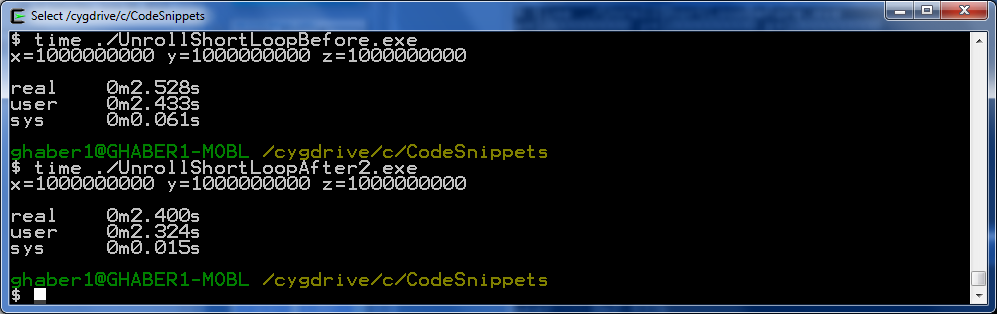 Select /cygdrive/c/CodeSnippets
$ time ./UnrollShortLoopBefore.exe
x=1000000000 y=1000000000 z=1000000000
real 0m2.528s
user 0m2.433s
sys 0m0.061s
ghaber1@GHABER1-MOBL /cygdrive/c/CodeSnippets
$ time ./UnrollShortLoopAfter2.exe
x=1000000000 y=1000000000 z=1000000000
real 0m2.400s
user 0m2.324s
sys 0m0.015s
ghaber1@GHABER1-MOBL /cygdrive/c/CodeSnippets
$